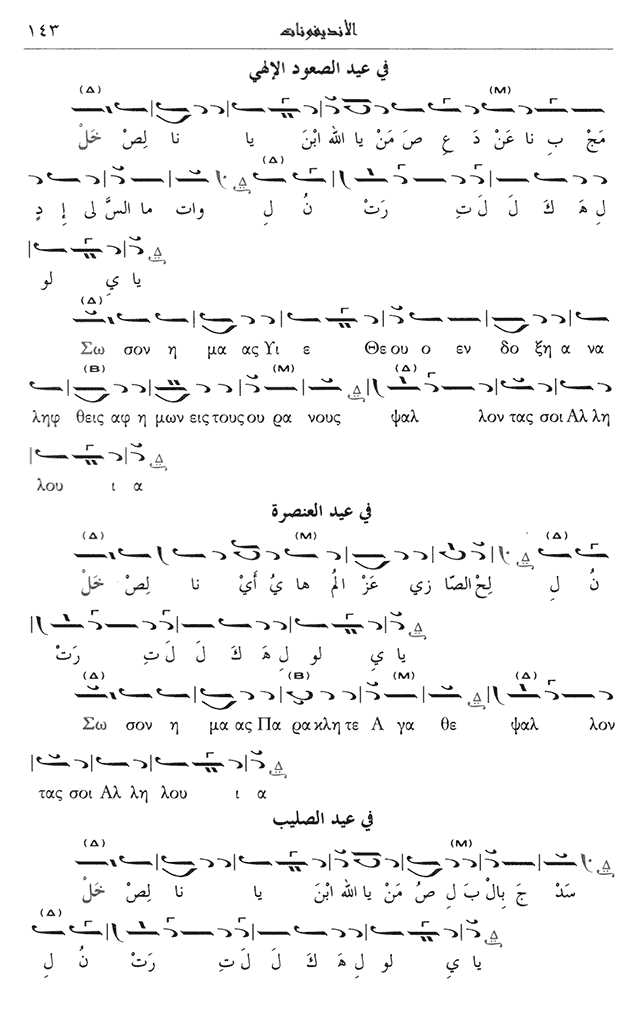 ١٤٣ الأنديفونات
في عيد الصعود الإلهي
(Δ) (M)
خَلْ لِصْ نا يا ابْنَ الله يا مَنْ صَ عِ دَ عَنْ نا بِ مَجْ
(Δ)
دٍ إِ لى السَّ ما وات لِ نُ رَتْ تِ لَ لَ كَ هَ لِ
لو يِ يا
(Δ)
Σω σον η μα ας Υι ε Θε ου ο εν δο ξη α να
(B) (M) (Δ)
ληφ θεις αφ η μων εις τους ου ρα νους ψαλ λον τας σοι Αλ λη
λου ι α
في عيد العنصرة
(Δ) (M) (Δ)
خَلْ لِصْ نا أَيْ يُ ها الْمُ عَزْ زي الصّا لِحْ لِ نُ
رَتْ تِ لَ لَ كَ هَ لِ لو يِ يا
(Δ) (B) (M) (Δ)
Σω σον η μα ας Πα ρα κλη τε Α γα θε ψαλ λον
τας σοι Αλ λη λου ι α
في عيد الصليب
(Δ) (M)
خَلْ لِصْ نا يا ابْنَ الله يا مَنْ صُ لِ بَ بِالْ جَ سَدْ
(Δ)
لِ نُ رَتْ تِ لَ لَ كَ هَ لِ لو يِ يا